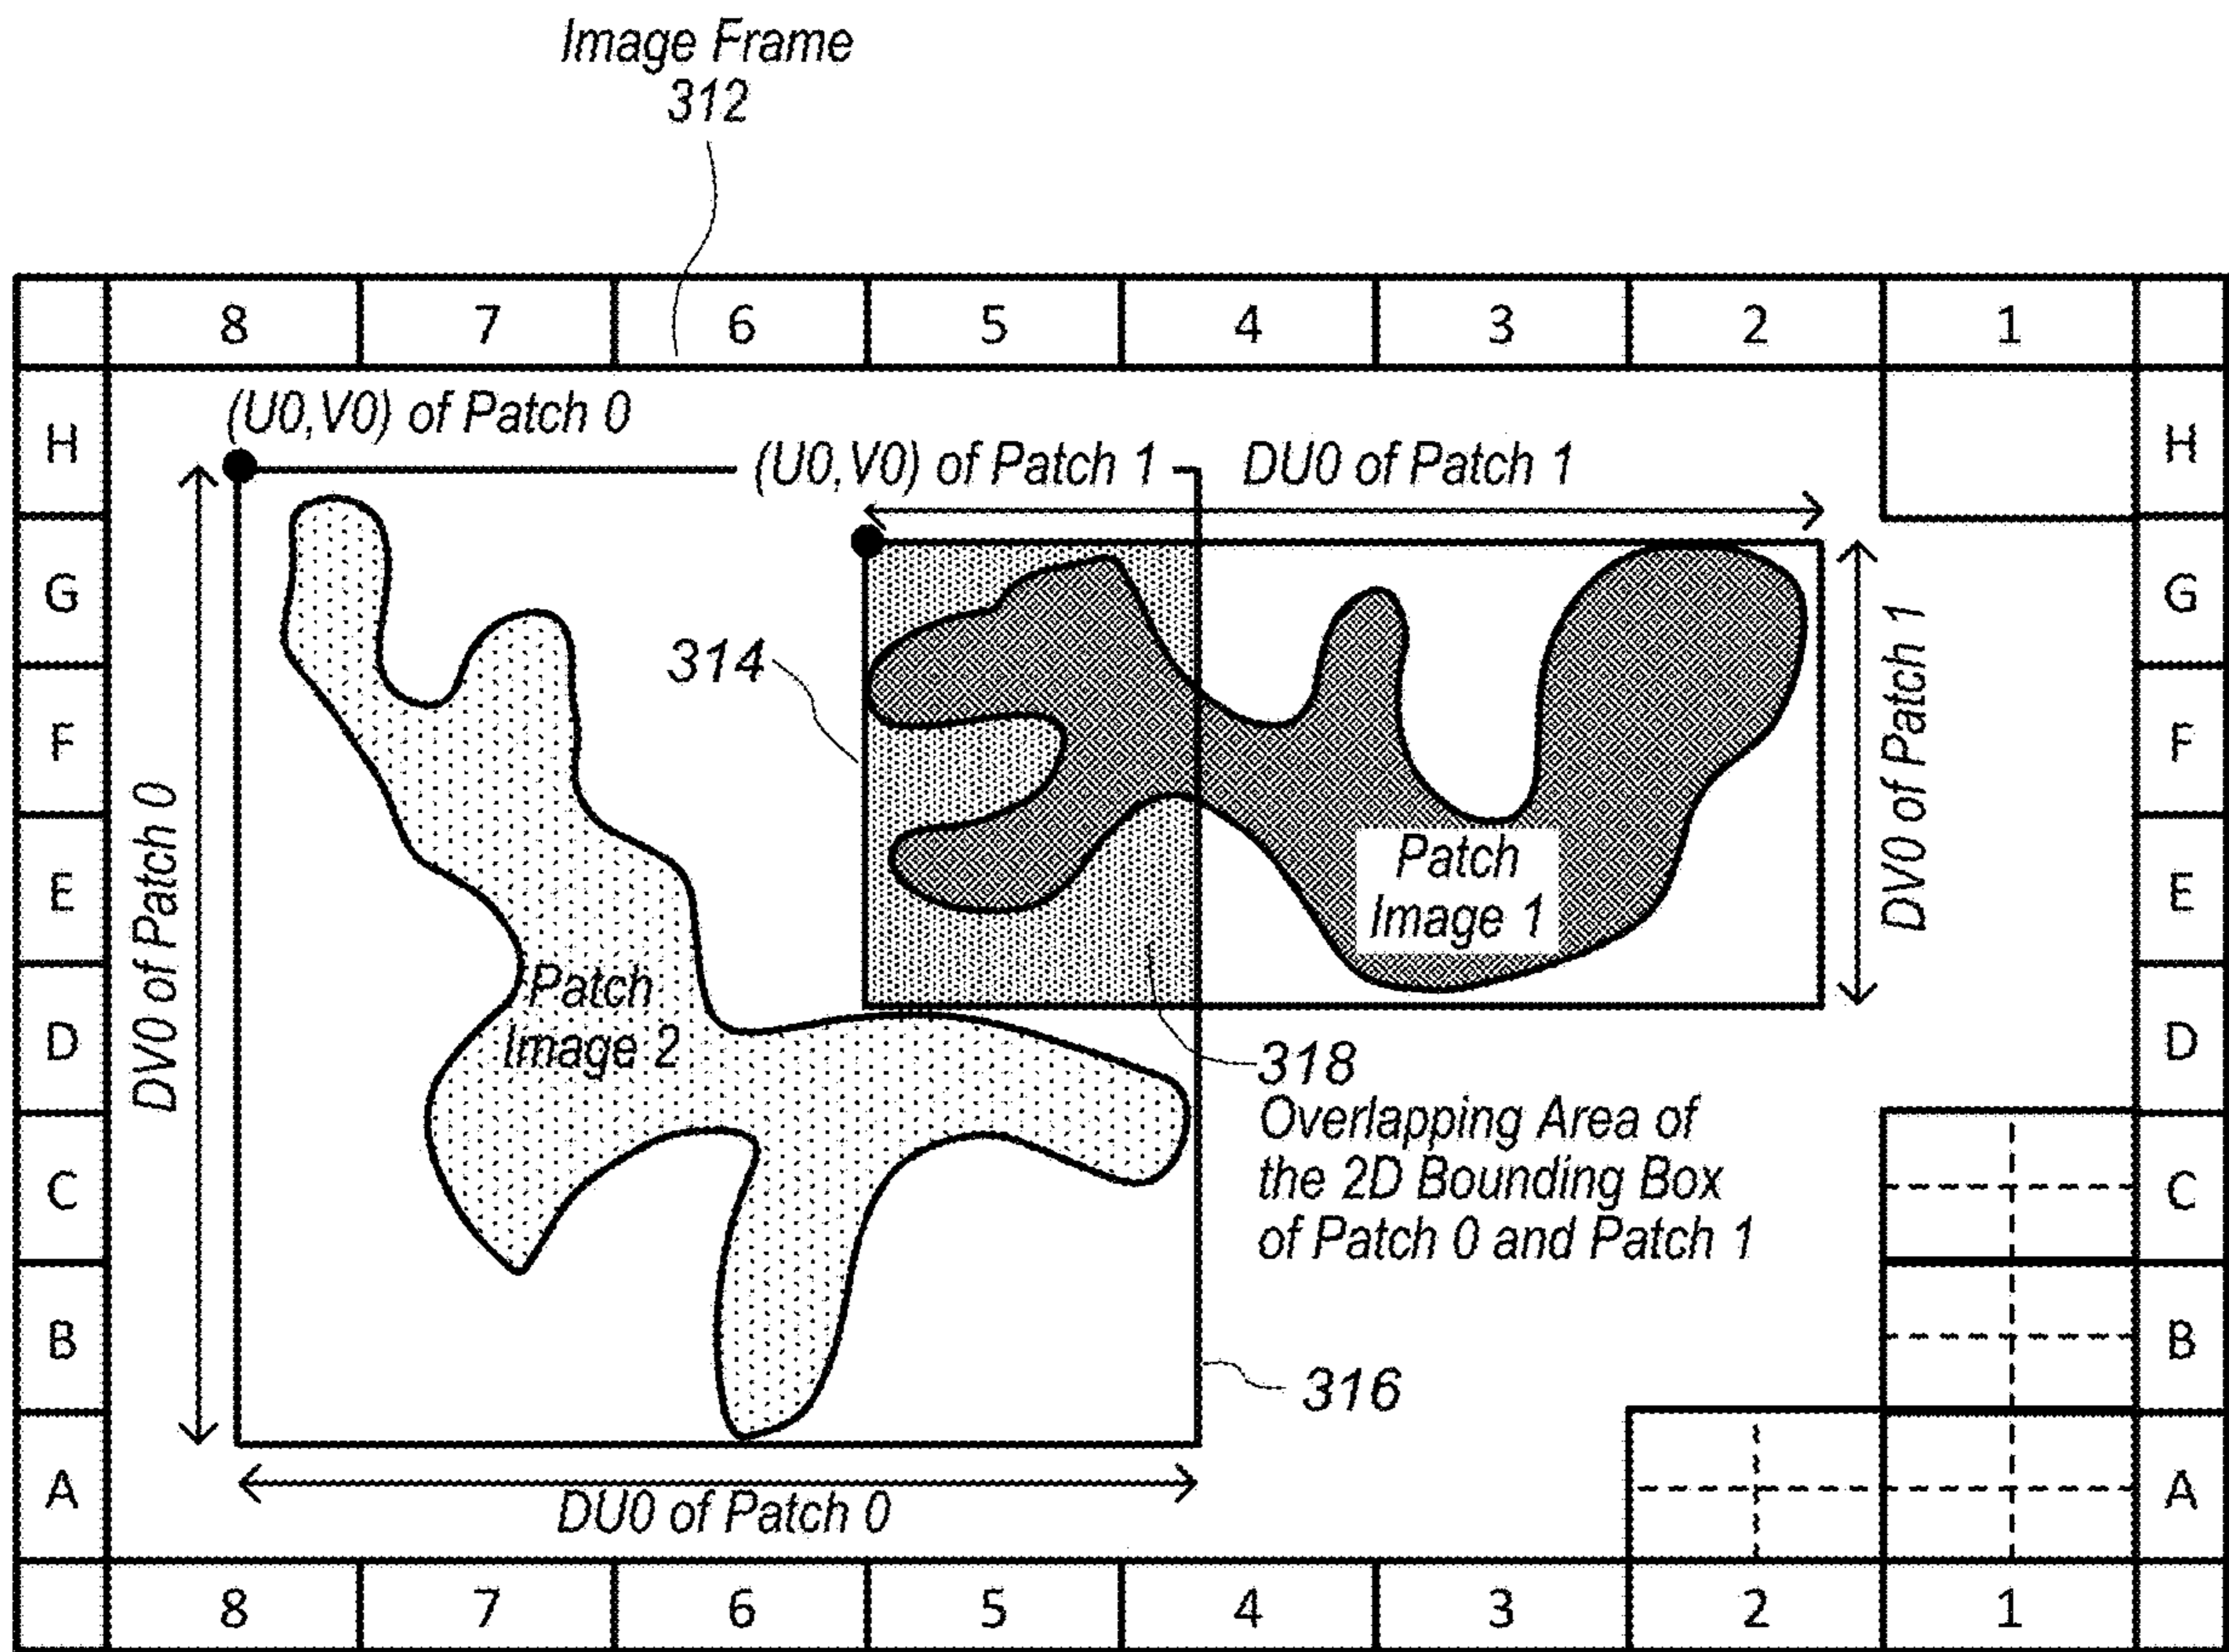 Image Frame
312
8 7 6 5 4 3 2 1
H (U0,V0) of Patch 0 H
(U0,V0) of Patch 1 DU0 of Patch 1
G G
314
DV0 of Patch 1
F F
DV0 of Patch 0
E Patch E
Image 1
Patch
D Image 2 D
318
Overlapping Area of
C the 2D Bounding Box C
of Patch 0 and Patch 1
B B
316
A A
DU0 of Patch 0
8 7 6 5 4 3 2 1